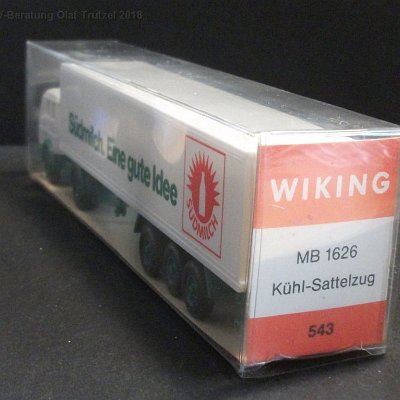 -Beratung Olaf Trutzel 2018
Südmilch. Eine gute Idee
SÜDMILCH
WIKING
MB 1626
Kühl-Sattelzug
543